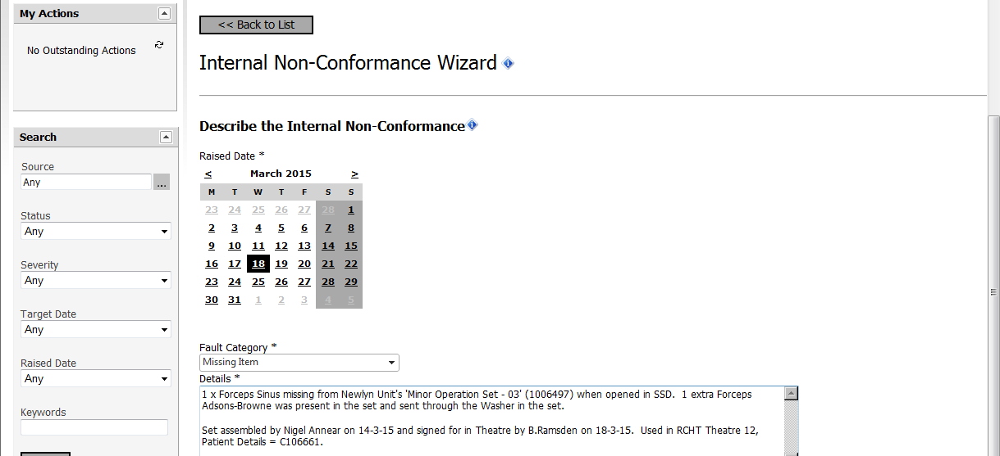 My Actions
No Outstanding Actions
Search
Source
Any
...
Status
Any
Severity
Any
Target Date
Any
Raised Date
Any
Keywords
<< Back to List
Internal Non-Conformance Wizard
Describe the Internal Non-Conformance
Raised Date *
< March 2015 >
M T W T F S S
23 24 25 26 27 28 1
2 3 4 5 6 7 8
9 10 11 12 13 14 15
16 17 18 19 20 21 22
23 24 25 26 27 28 29
30 31 1 2 3 4 5
Fault Category *
Missing Item
Details *
1 x Forceps Sinus missing from Newlyn Unit's 'Minor Operation Set - 03' (1006497) when opened in SSD.  1 extra Forceps
Adsons-Browne was present in the set and sent through the Washer in the set.
Set assembled by Nigel Annear on 14-3-15 and signed for in Theatre by B.Ramsden on 18-3-15.  Used in RCHT Theatre 12,
Patient Details = C106661.